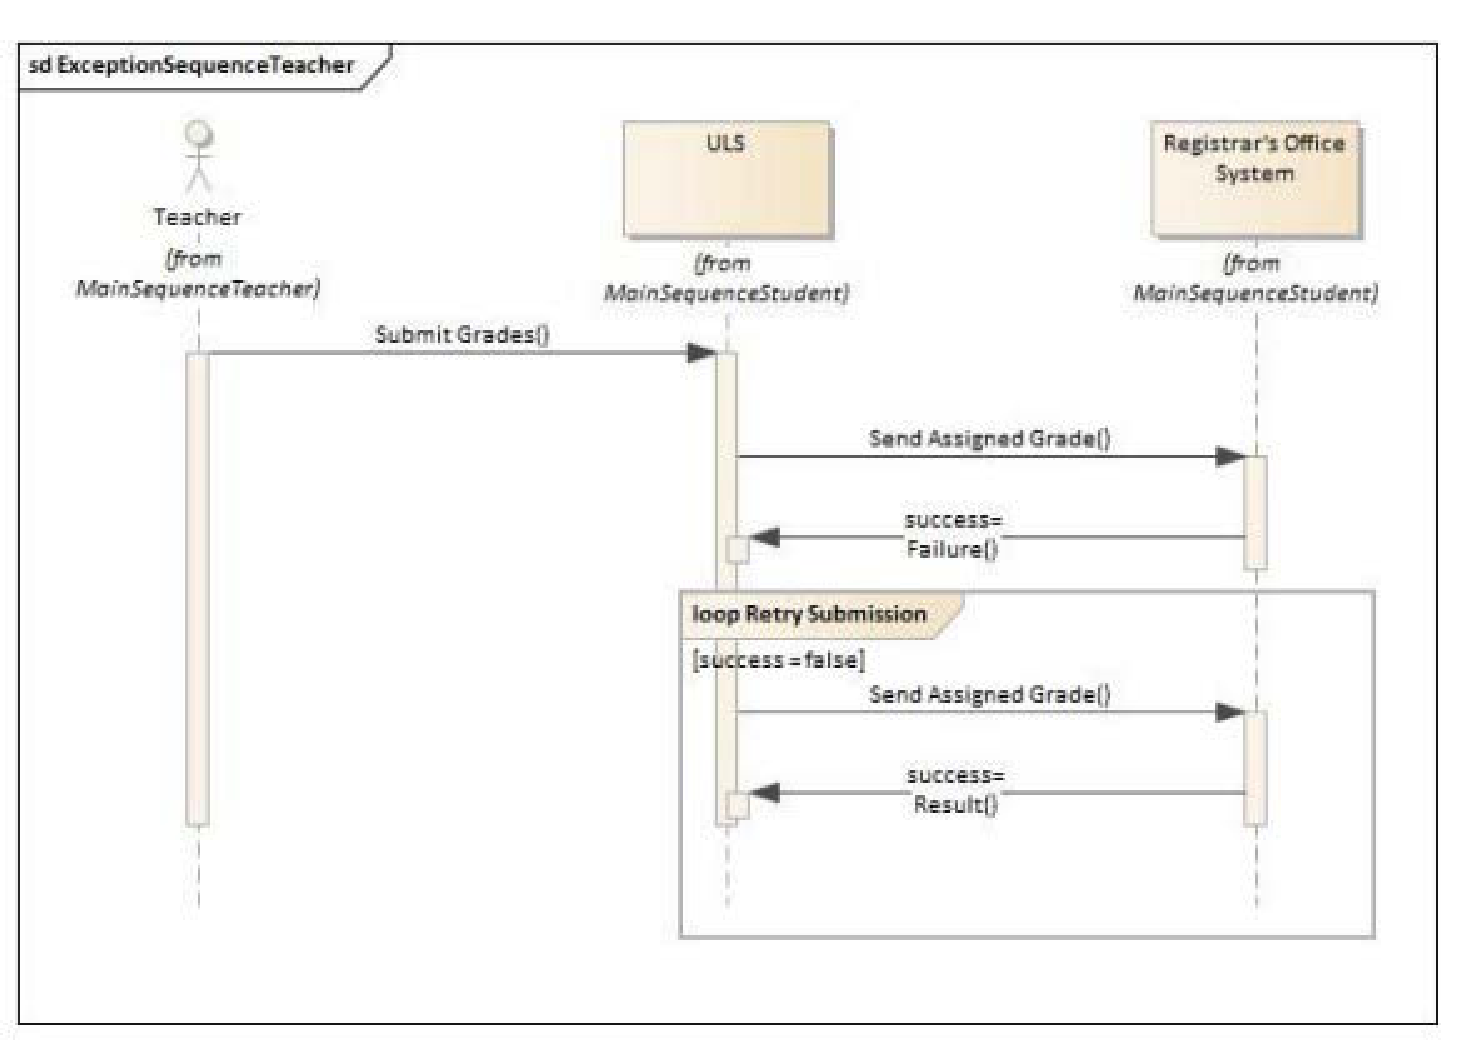 sd ExceptionSequenceTeacher
Teacher
(from
MainSequenceTeacher)
ULS
(from
MainSequenceStudent)
Registrar's Office
System
(from
MainSequenceStudent)
Submit Grades()
Send Assigned Grade()
success=
Failure()
loop Retry Submission
[success = false]
Send Assigned Grade()
success=
Result()